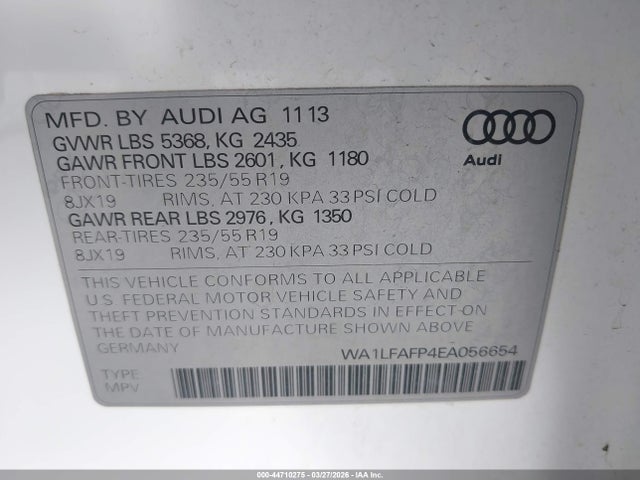 MFD. BY AUDI AG 11 13
GVWR LBS 5368, KG 2435
GAWR FRONT LBS 2601, KG 1180
FRONT-TIRES 235/55 R19
8JX19 RIMS, AT 230 KPA 33 PSI COLD
GAWR REAR LBS 2976, KG 1350
REAR-TIRES 235/55 R19
8JX19 RIMS, AT 230 KPA 33 PSI COLD
Audi
THIS VEHICLE CONFORMS TO ALL APPLICABLE
U.S. FEDERAL MOTOR VEHICLE SAFETY AND
THEFT PREVENTION STANDARDS IN EFFECT ON
THE DATE OF MANUFACTURE SHOWN ABOVE
GERMANY WA1LFAFP4EA056654
TYPE
MPV
000-44710275 - 03/27/2026 - IAAI, Inc.